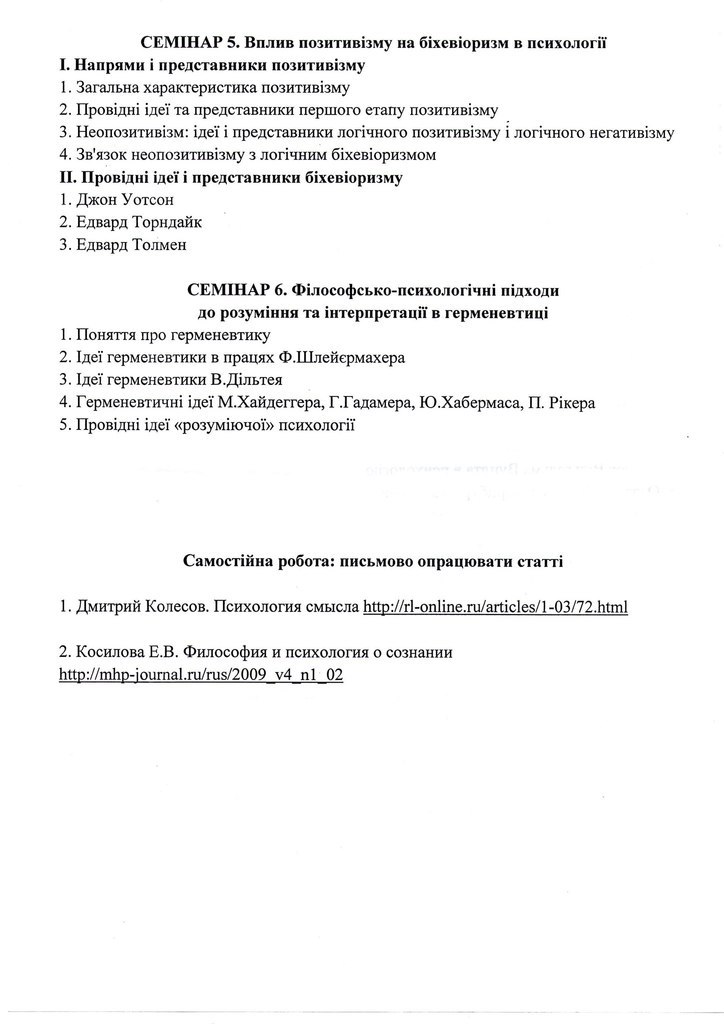 СЕМІНАР 5. Вплив позитивізму на біхевіоризм в психології
І. Напрями і представники позитивізму
1. Загальна характеристика позитивізму
2. Провідні ідеї та представники першого етапу позитивізму
3. Неопозитивізм: ідеї і представники логічного позитивізму і логічного негативізму
4. Зв'язок неопозитивізму з логічним біхевіоризмом
ІІ. Провідні ідеї і представники біхевіоризму
1. Джон Уотсон
2. Едвард Торндайк
3. Едвард Толмен
СЕМІНАР 6. Філософсько-психологічні підходи
до розуміння та інтерпретації в герменевтиці
1. Поняття про герменевтику
2. Ідеї герменевтики в працях Ф.Шлейєрмахера
3. Ідеї герменевтики В.Дільтея
4. Герменевтичні ідеї М.Хайдеггера, Г.Гадамера, Ю.Хабермаса, П. Рікера
5. Провідні ідеї «розуміючої» психології
Самостійна робота: письмово опрацювати статті
1. Дмитрий Колесов. Психология смысла http://rl-online.ru/articles/1-03/72.html
2. Косилова Е.В. Философия и психология о сознании
http://mhp-journal.ru/rus/2009_v4_n1_02